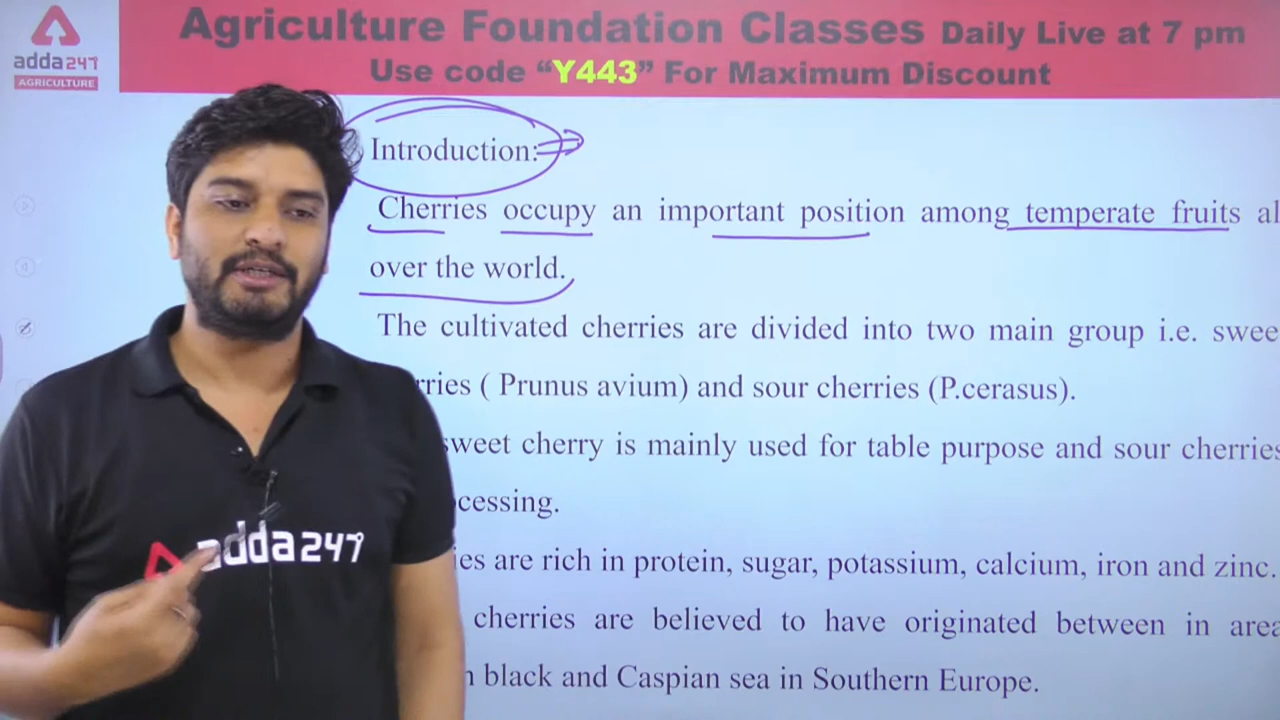 Agriculture Foundation Classes Daily Live at 7 pm
Use code “Y443” For Maximum Discount
adda247
AGRICULTURE
Introduction:
Cherries occupy an important position among temperate fruits al
over the world.
The cultivated cherries are divided into two main group i.e. swee
rries ( Prunus avium) and sour cherries (P.cerasus).
sweet cherry is mainly used for table purpose and sour cherries
cessing.
ies are rich in protein, sugar, potassium, calcium, iron and zinc.
cherries are believed to have originated between in area
n black and Caspian sea in Southern Europe.
adda247